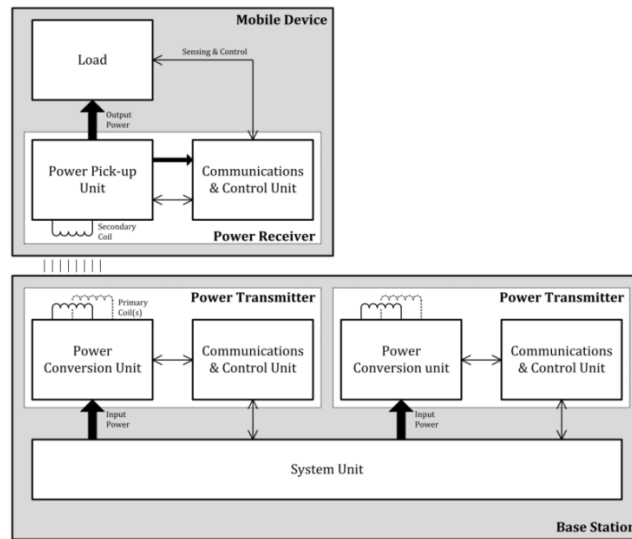 Mobile Device
Load
Sensing & Control
Output
Power
Power Pick-up
Unit
Communications
& Control Unit
Secondary
Coil
Power Receiver
Primary
Coil(s)
Power Transmitter
Power
Conversion Unit
Communications
& Control Unit
Input
Power
Power Transmitter
Power
Conversion unit
Communications
& Control Unit
Input
Power
System Unit
Base Station